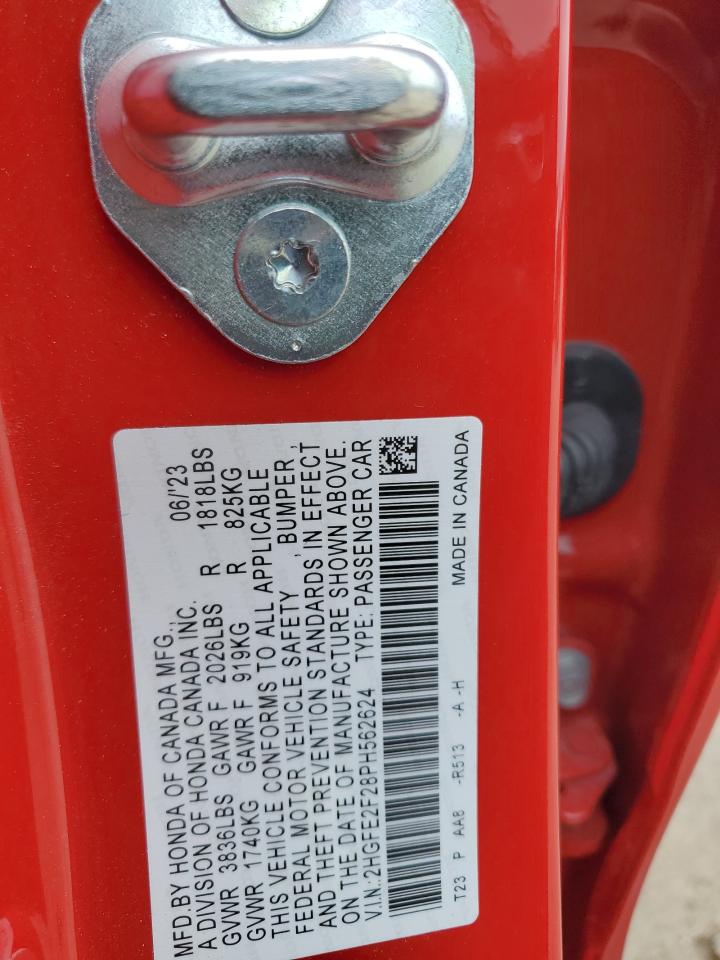 MFD.BY HONDA OF CANADA MFG., 06/'23
A DIVISION OF HONDA CANADA INC.
GVWR 3836LBS GAWR F 2026LBS R 1818LBS
GVWR 1740KG GAWR F 919KG R 825KG
THIS VEHICLE CONFORMS TO ALL APPLICABLE
FEDERAL MOTOR VEHICLE SAFETY , BUMPER ,
AND THEFT PREVENTION STANDARDS IN EFFECT
ON THE DATE OF MANUFACTURE SHOWN ABOVE.
V.I.N.:2HGFE2F28PH562624 TYPE: PASSENGER CAR
T23 P AA8 -R513 -A -H MADE IN CANADA